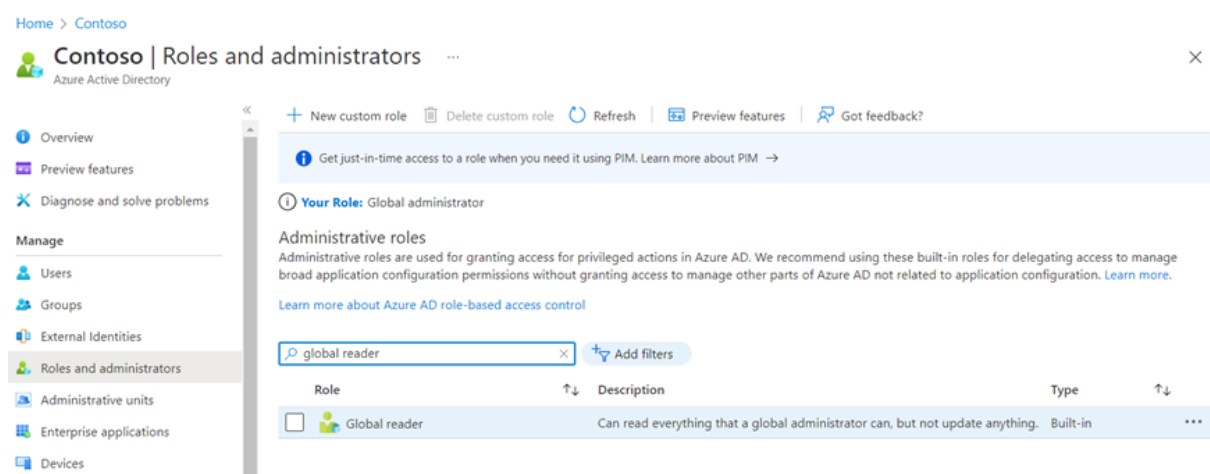 Home > Contoso
Contoso | Roles and administrators ...
Azure Active Directory
Overview
Preview features
Diagnose and solve problems
Manage
Users
Groups
External Identities
Roles and administrators
Administrative units
Enterprise applications
Devices
New custom role Delete custom role Refresh Preview features Got feedback?
Get just-in-time access to a role when you need it using PIM. Learn more about PIM →
Your Role: Global administrator
Administrative roles
Administrative roles are used for granting access for privileged actions in Azure AD. We recommend using these built-in roles for delegating access to manage
broad application configuration permissions without granting access to manage other parts of Azure AD not related to application configuration. Learn more.
Learn more about Azure AD role-based access control
global reader Add filters
Role Description Type
Global reader Can read everything that a global administrator can, but not update anything. Built-in